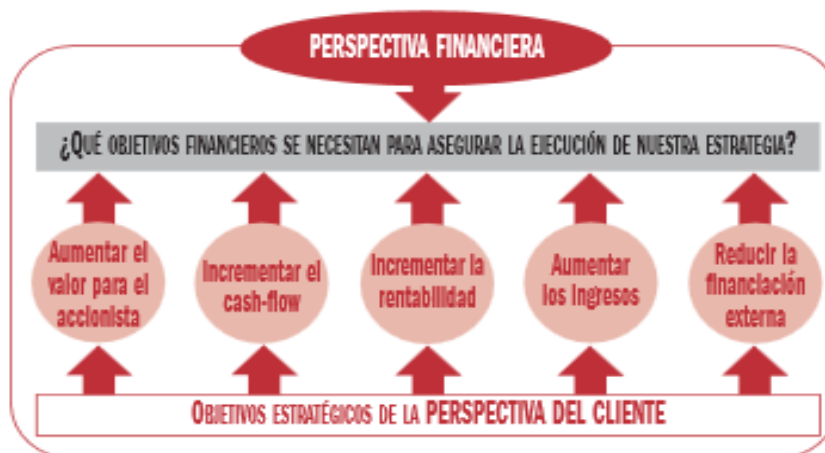 PERSPECTIVA FINANCIERA
¿QUÉ OBJETIVOS FINANCIEROS SE NECESITAN PARA ASEGURAR LA EJECUCIÓN DE NUESTRA ESTRATEGIA?
Aumentar el
valor para el
accionista
Incrementar el
cash-flow
Incrementar la
rentabilidad
Aumentar
los ingresos
Reducir la
financiación
externa
OBJETIVOS ESTRATÉGICOS DE LA PERSPECTIVA DEL CLIENTE